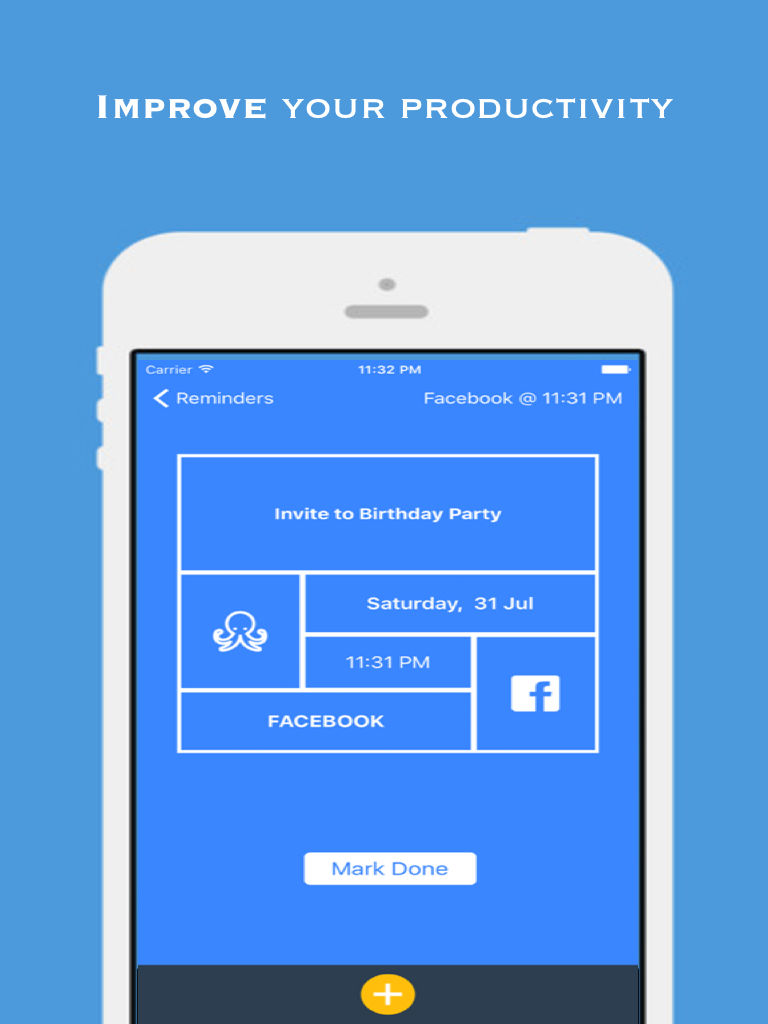 Improve your productivity
Carrier 11:32 PM
Reminders Facebook @ 11:31 PM
Invite to Birthday Party
Saturday, 31 Jul
11:31 PM
FACEBOOK
Mark Done